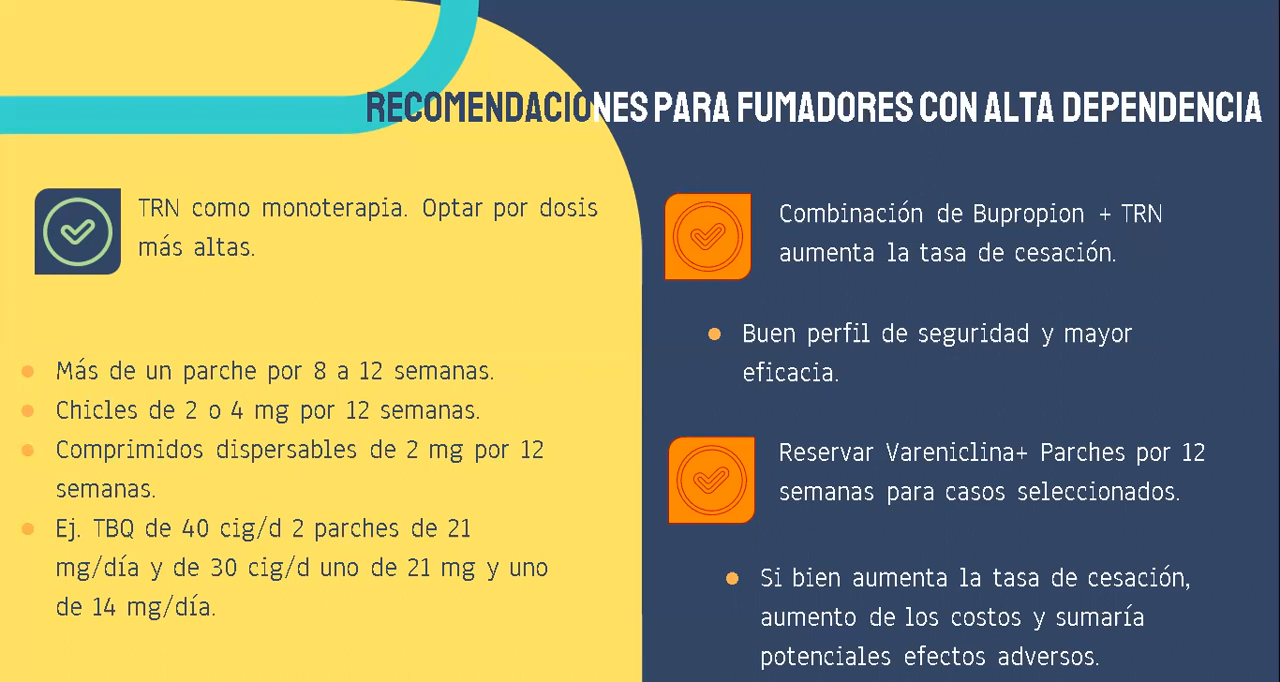 RECOMENDACIONES PARA FUMADORES CON ALTA DEPENDENCIA
TRN como monoterapia. Optar por dosis
más altas.
Más de un parche por 8 a 12 semanas.
Chicles de 2 o 4 mg por 12 semanas.
Comprimidos dispersables de 2 mg por 12
semanas.
Ej. TBQ de 40 cig/d 2 parches de 21
mg/día y de 30 cig/d uno de 21 mg y uno
de 14 mg/día.
Combinación de Bupropion + TRN
aumenta la tasa de cesación.
Buen perfil de seguridad y mayor
eficacia.
Reservar Vareniclina+ Parches por 12
semanas para casos seleccionados.
Si bien aumenta la tasa de cesación,
aumento de los costos y sumaría
potenciales efectos adversos.